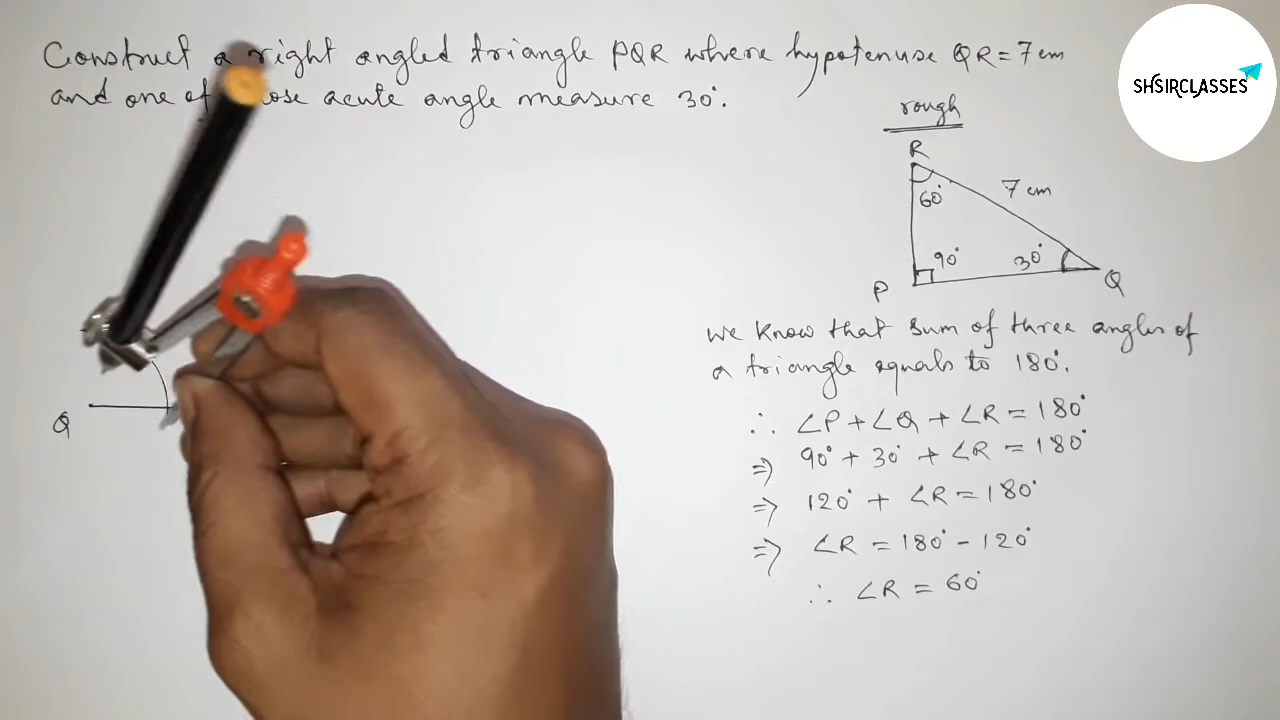 Construct a right angled triangle PQR where hypotenuse QR = 7 cm
and one of acute angle measure 30°.
SHSIRCLASSES
rough
R
60°
7 cm
90°
30°
P
Q
We know that sum of three angles of
a triangle equals to 180°.
∴ ∠P + ∠Q + ∠R = 180°
⇒ 90° + 30° + ∠R = 180°
⇒ 120° + ∠R = 180°
⇒ ∠R = 180° - 120°
∴ ∠R = 60°
Q